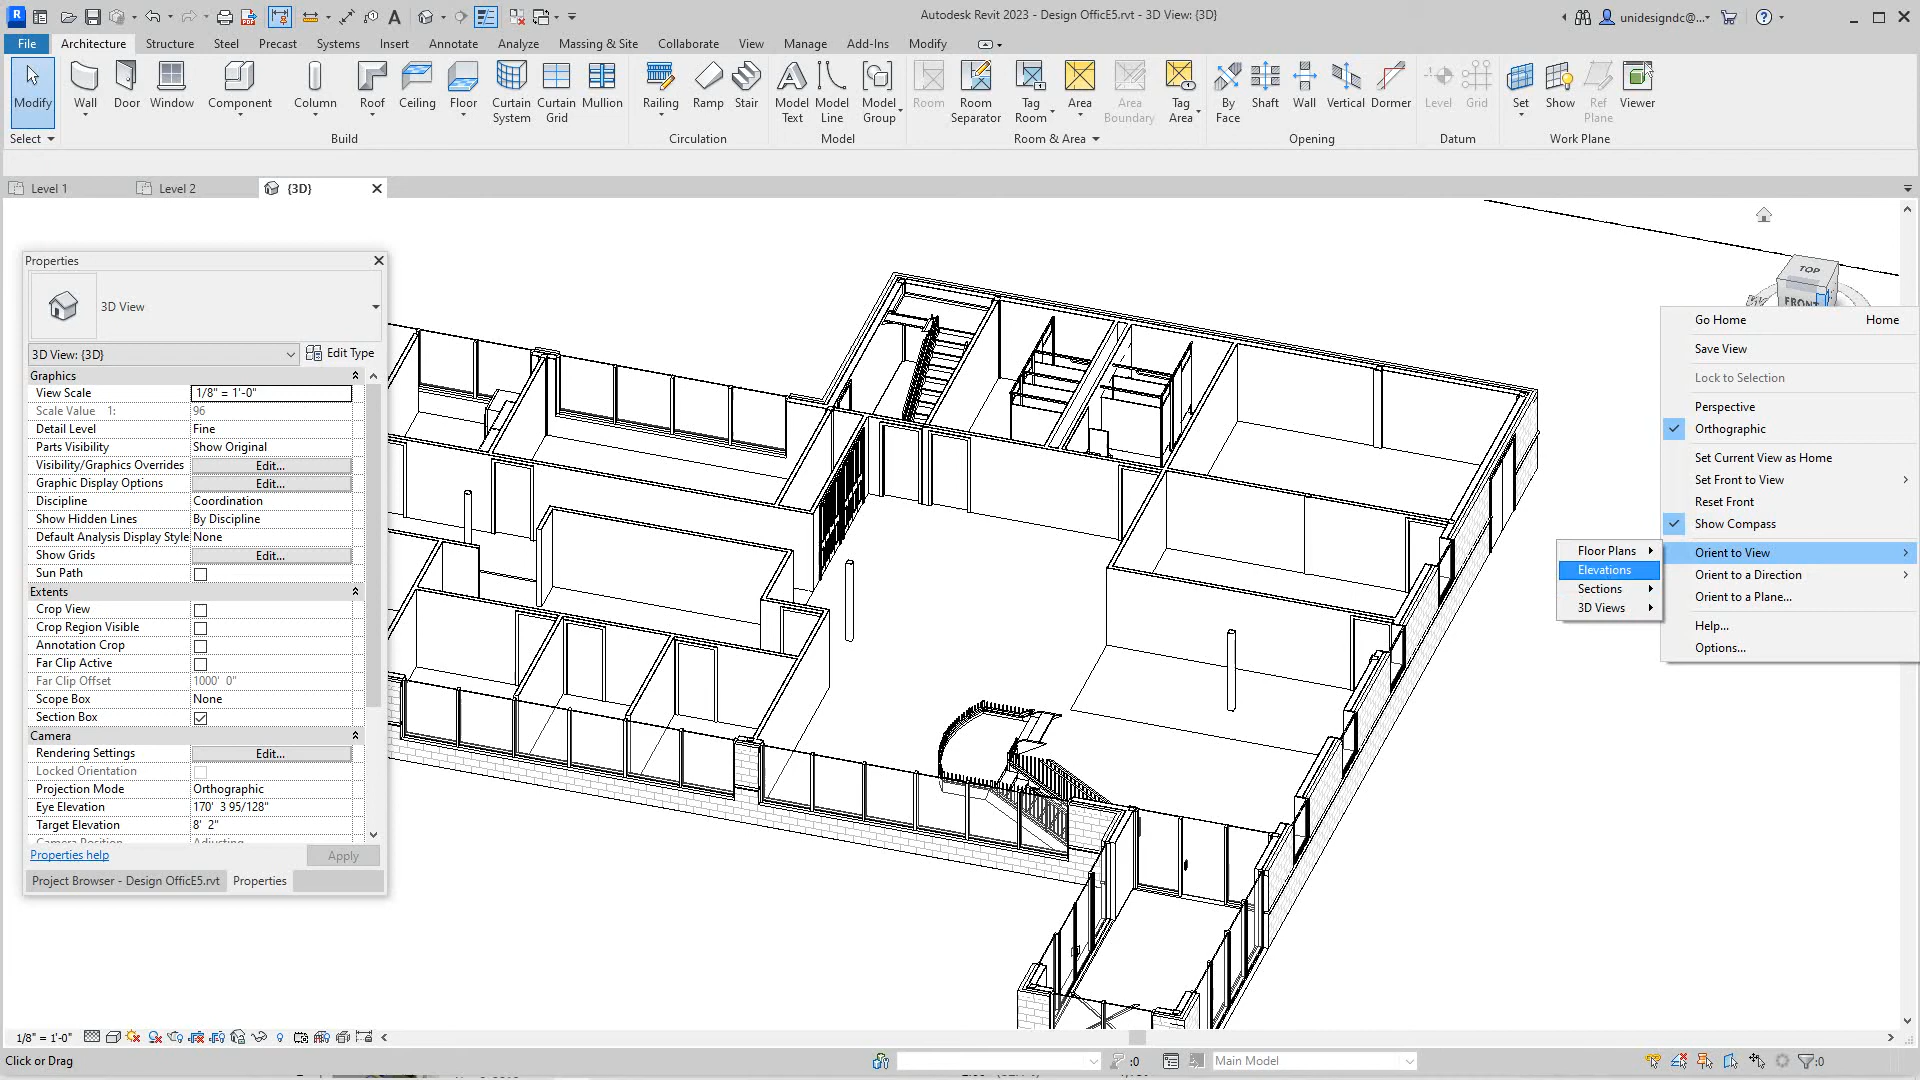 Autodesk Revit 2023 - Design OfficE5.rvt - 3D View: {3D}
unidesigndc@...
File Architecture Structure Steel Precast Systems Insert Annotate Analyze Massing & Site Collaborate View Manage Add-Ins Modify
Modify
Wall
Door
Window
Component
Column
Roof
Ceiling
Floor
Curtain System
Curtain Grid
Mullion
Railing
Ramp
Stair
Model Text
Model Line
Model Group
Room
Room Separator
Tag Room
Area
Area Boundary
Tag Area
By Face
Shaft
Wall
Vertical
Dormer
Level
Grid
Set
Show
Ref Plane
Viewer
Select
Build
Circulation
Model
Room & Area
Opening
Datum
Work Plane
Level 1
Level 2
{3D}
Properties
3D View
3D View: {3D}
Edit Type
Graphics
View Scale 1/8" = 1'-0"
Scale Value 1: 96
Detail Level Fine
Parts Visibility Show Original
Visibility/Graphics Overrides Edit...
Graphic Display Options Edit...
Discipline Coordination
Show Hidden Lines By Discipline
Default Analysis Display Style None
Show Grids Edit...
Sun Path
Extents
Crop View
Crop Region Visible
Annotation Crop
Far Clip Active
Far Clip Offset 1000' 0"
Scope Box None
Section Box
Camera
Rendering Settings Edit...
Locked Orientation
Projection Mode Orthographic
Eye Elevation 170' 3 95/128"
Target Elevation 8' 2"
Properties help
Apply
Project Browser - Design OfficE5.rvt
Properties
TOP
FRONT
Go Home Home
Save View
Lock to Selection
Perspective
Orthographic
Set Current View as Home
Set Front to View
Reset Front
Show Compass
Orient to View
Orient to a Direction
Orient to a Plane...
Help...
Options...
Floor Plans
Elevations
Sections
3D Views
1/8" = 1'-0"
Click or Drag
:0
Main Model
:0